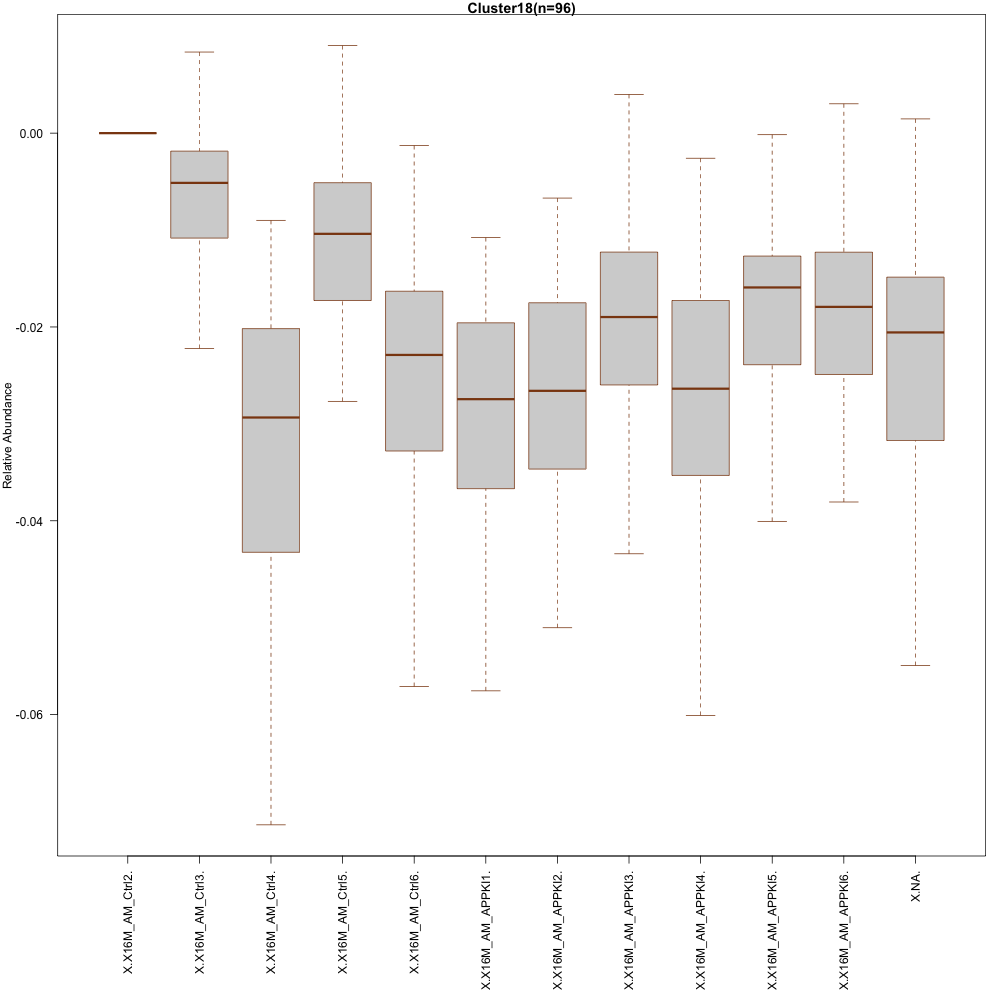 Cluster18(n=96)
Relative Abundance
0.00
-0.02
-0.04
-0.06
X.X16M_AM_Ctrl2.
X.X16M_AM_Ctrl3.
X.X16M_AM_Ctrl4.
X.X16M_AM_Ctrl5.
X.X16M_AM_Ctrl6.
X.X16M_AM_APPKI1.
X.X16M_AM_APPKI2.
X.X16M_AM_APPKI3.
X.X16M_AM_APPKI4.
X.X16M_AM_APPKI5.
X.X16M_AM_APPKI6.
X.NA.